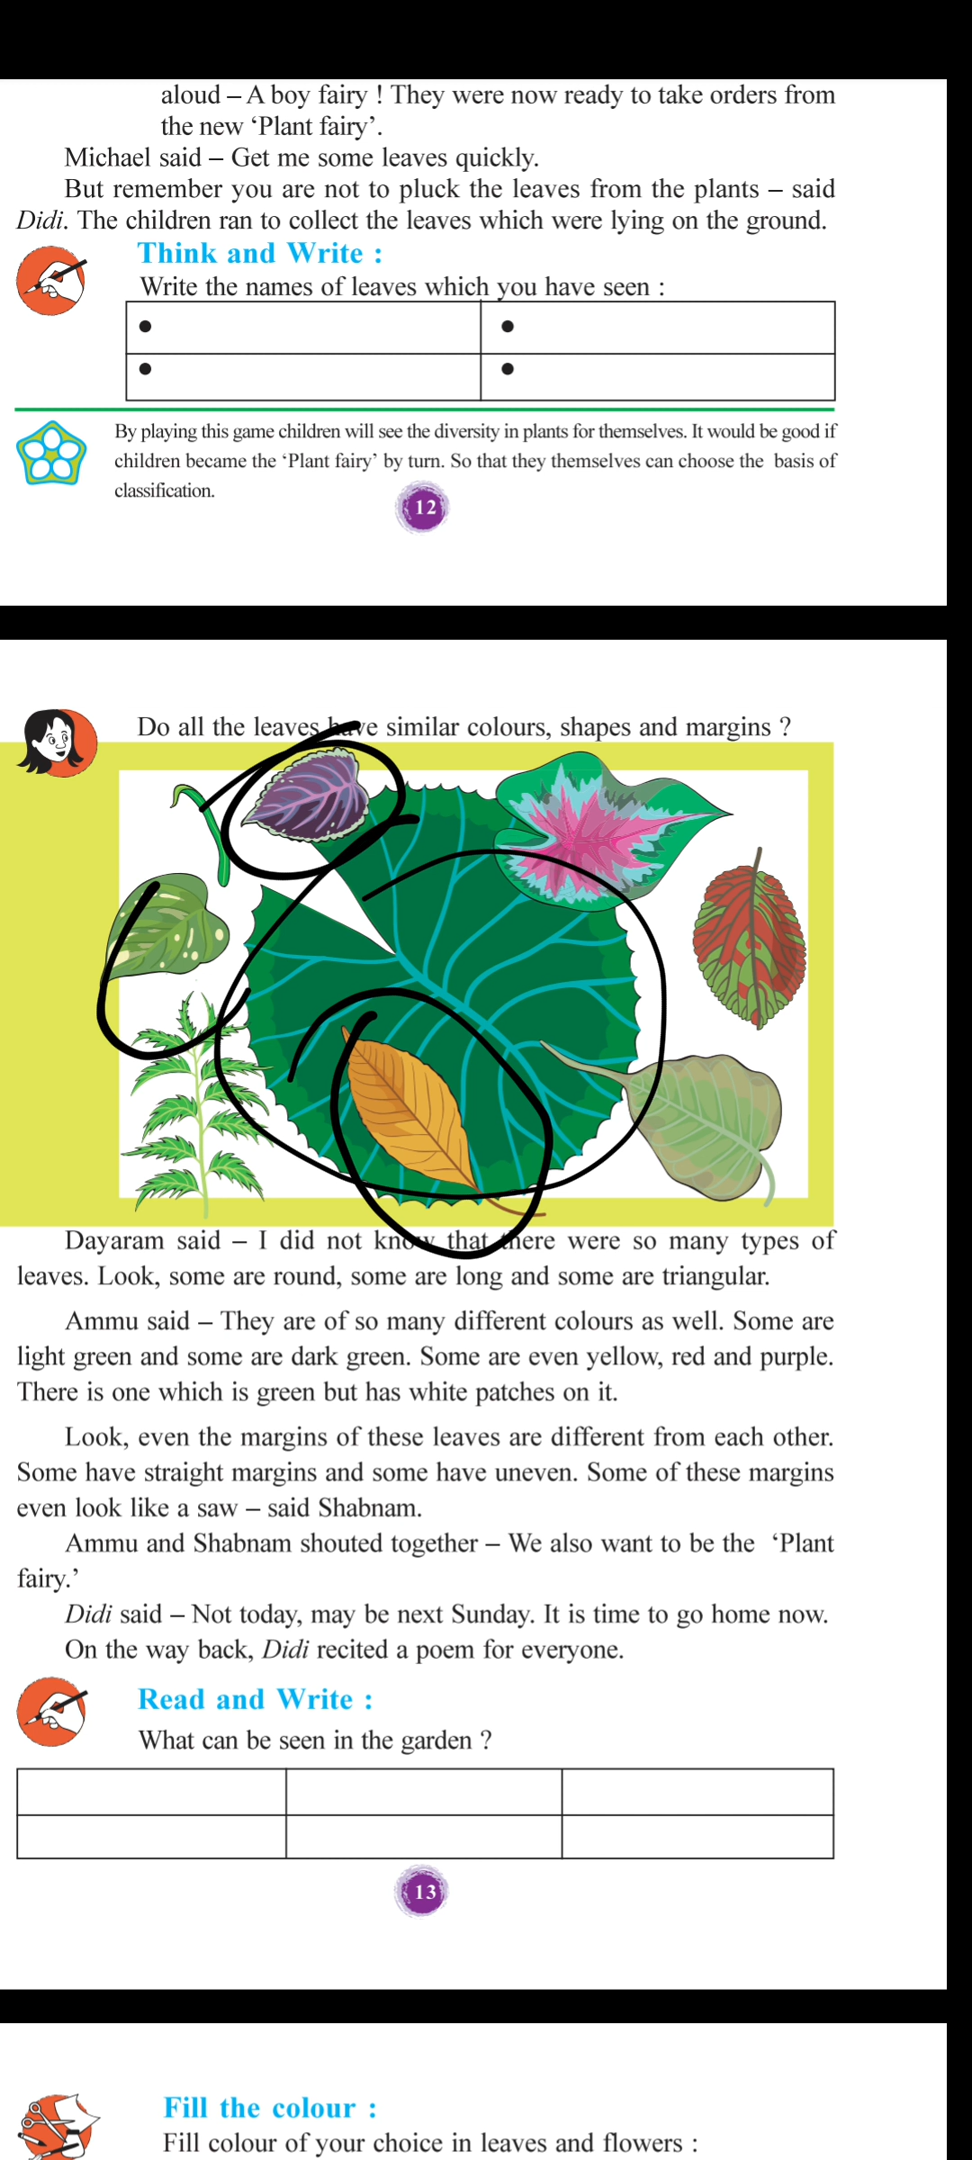 aloud – A boy fairy ! They were now ready to take orders from
the new ‘Plant fairy’.
Michael said – Get me some leaves quickly.
But remember you are not to pluck the leaves from the plants – said
Didi. The children ran to collect the leaves which were lying on the ground.
Think and Write :
Write the names of leaves which you have seen :
By playing this game children will see the diversity in plants for themselves. It would be good if
children became the ‘Plant fairy’ by turn. So that they themselves can choose the basis of
classification.
12
Do all the leaves have similar colours, shapes and margins ?
Dayaram said – I did not know that there were so many types of
leaves. Look, some are round, some are long and some are triangular.
Ammu said – They are of so many different colours as well. Some are
light green and some are dark green. Some are even yellow, red and purple.
There is one which is green but has white patches on it.
Look, even the margins of these leaves are different from each other.
Some have straight margins and some have uneven. Some of these margins
even look like a saw – said Shabnam.
Ammu and Shabnam shouted together – We also want to be the ‘Plant
fairy.’
Didi said – Not today, may be next Sunday. It is time to go home now.
On the way back, Didi recited a poem for everyone.
Read and Write :
What can be seen in the garden ?
13
Fill the colour :
Fill colour of your choice in leaves and flowers :